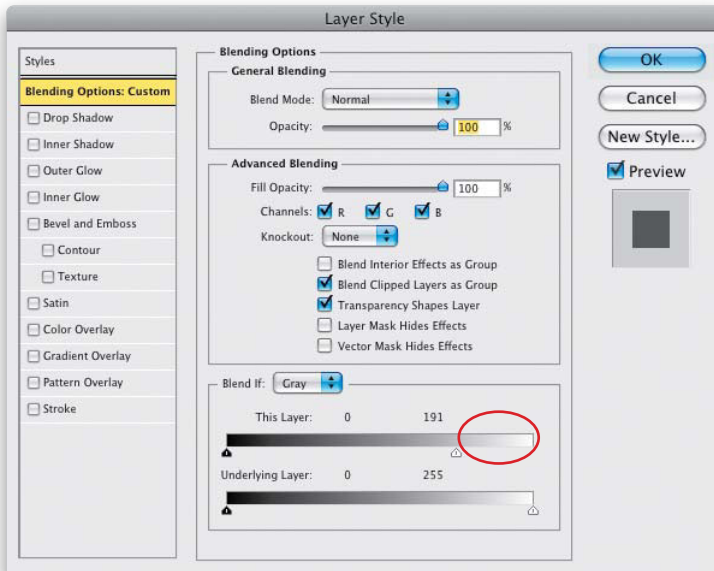 Layer Style
Styles
Blending Options: Custom
Drop Shadow
Inner Shadow
Outer Glow
Inner Glow
Bevel and Emboss
Contour
Texture
Satin
Color Overlay
Gradient Overlay
Pattern Overlay
Stroke
Blending Options
General Blending
Blend Mode: Normal
Opacity: 100 %
Advanced Blending
Fill Opacity: 100 %
Channels: R G B
Knockout: None
Blend Interior Effects as Group
Blend Clipped Layers as Group
Transparency Shapes Layer
Layer Mask Hides Effects
Vector Mask Hides Effects
Blend If: Gray
This Layer: 0 191
Underlying Layer: 0 255
OK
Cancel
New Style...
Preview